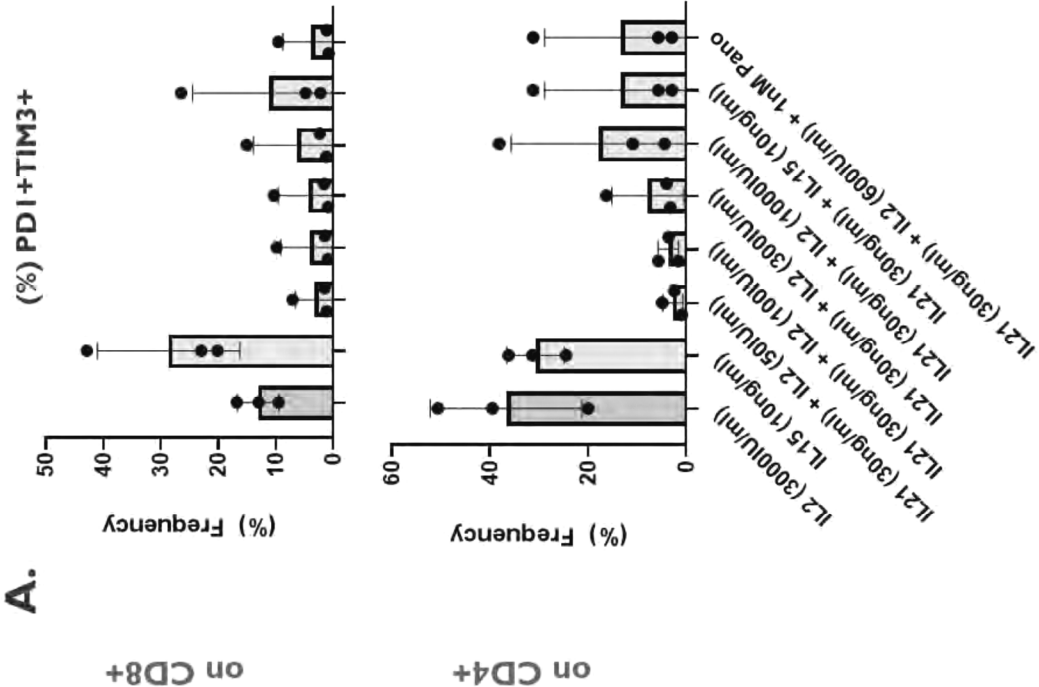 A.
(%) PD1+TIM3+
on CD8+
(%) Frequency
50
40
30
20
10
0
on CD4+
(%) Frequency
60
40
20
0
IL2 (3000IU/ml)
IL15 (10ng/ml)
IL21 (30ng/ml) + IL2 (50IU/ml)
IL21 (30ng/ml) + IL2 (100IU/ml)
IL21 (30ng/ml) + IL2 (300IU/ml)
IL21 (30ng/ml) + IL2 (1000IU/ml)
IL21 (30ng/ml) + IL15 (10ng/ml)
IL21 (30ng/ml) + IL2 (600IU/ml) + 1nM Pano